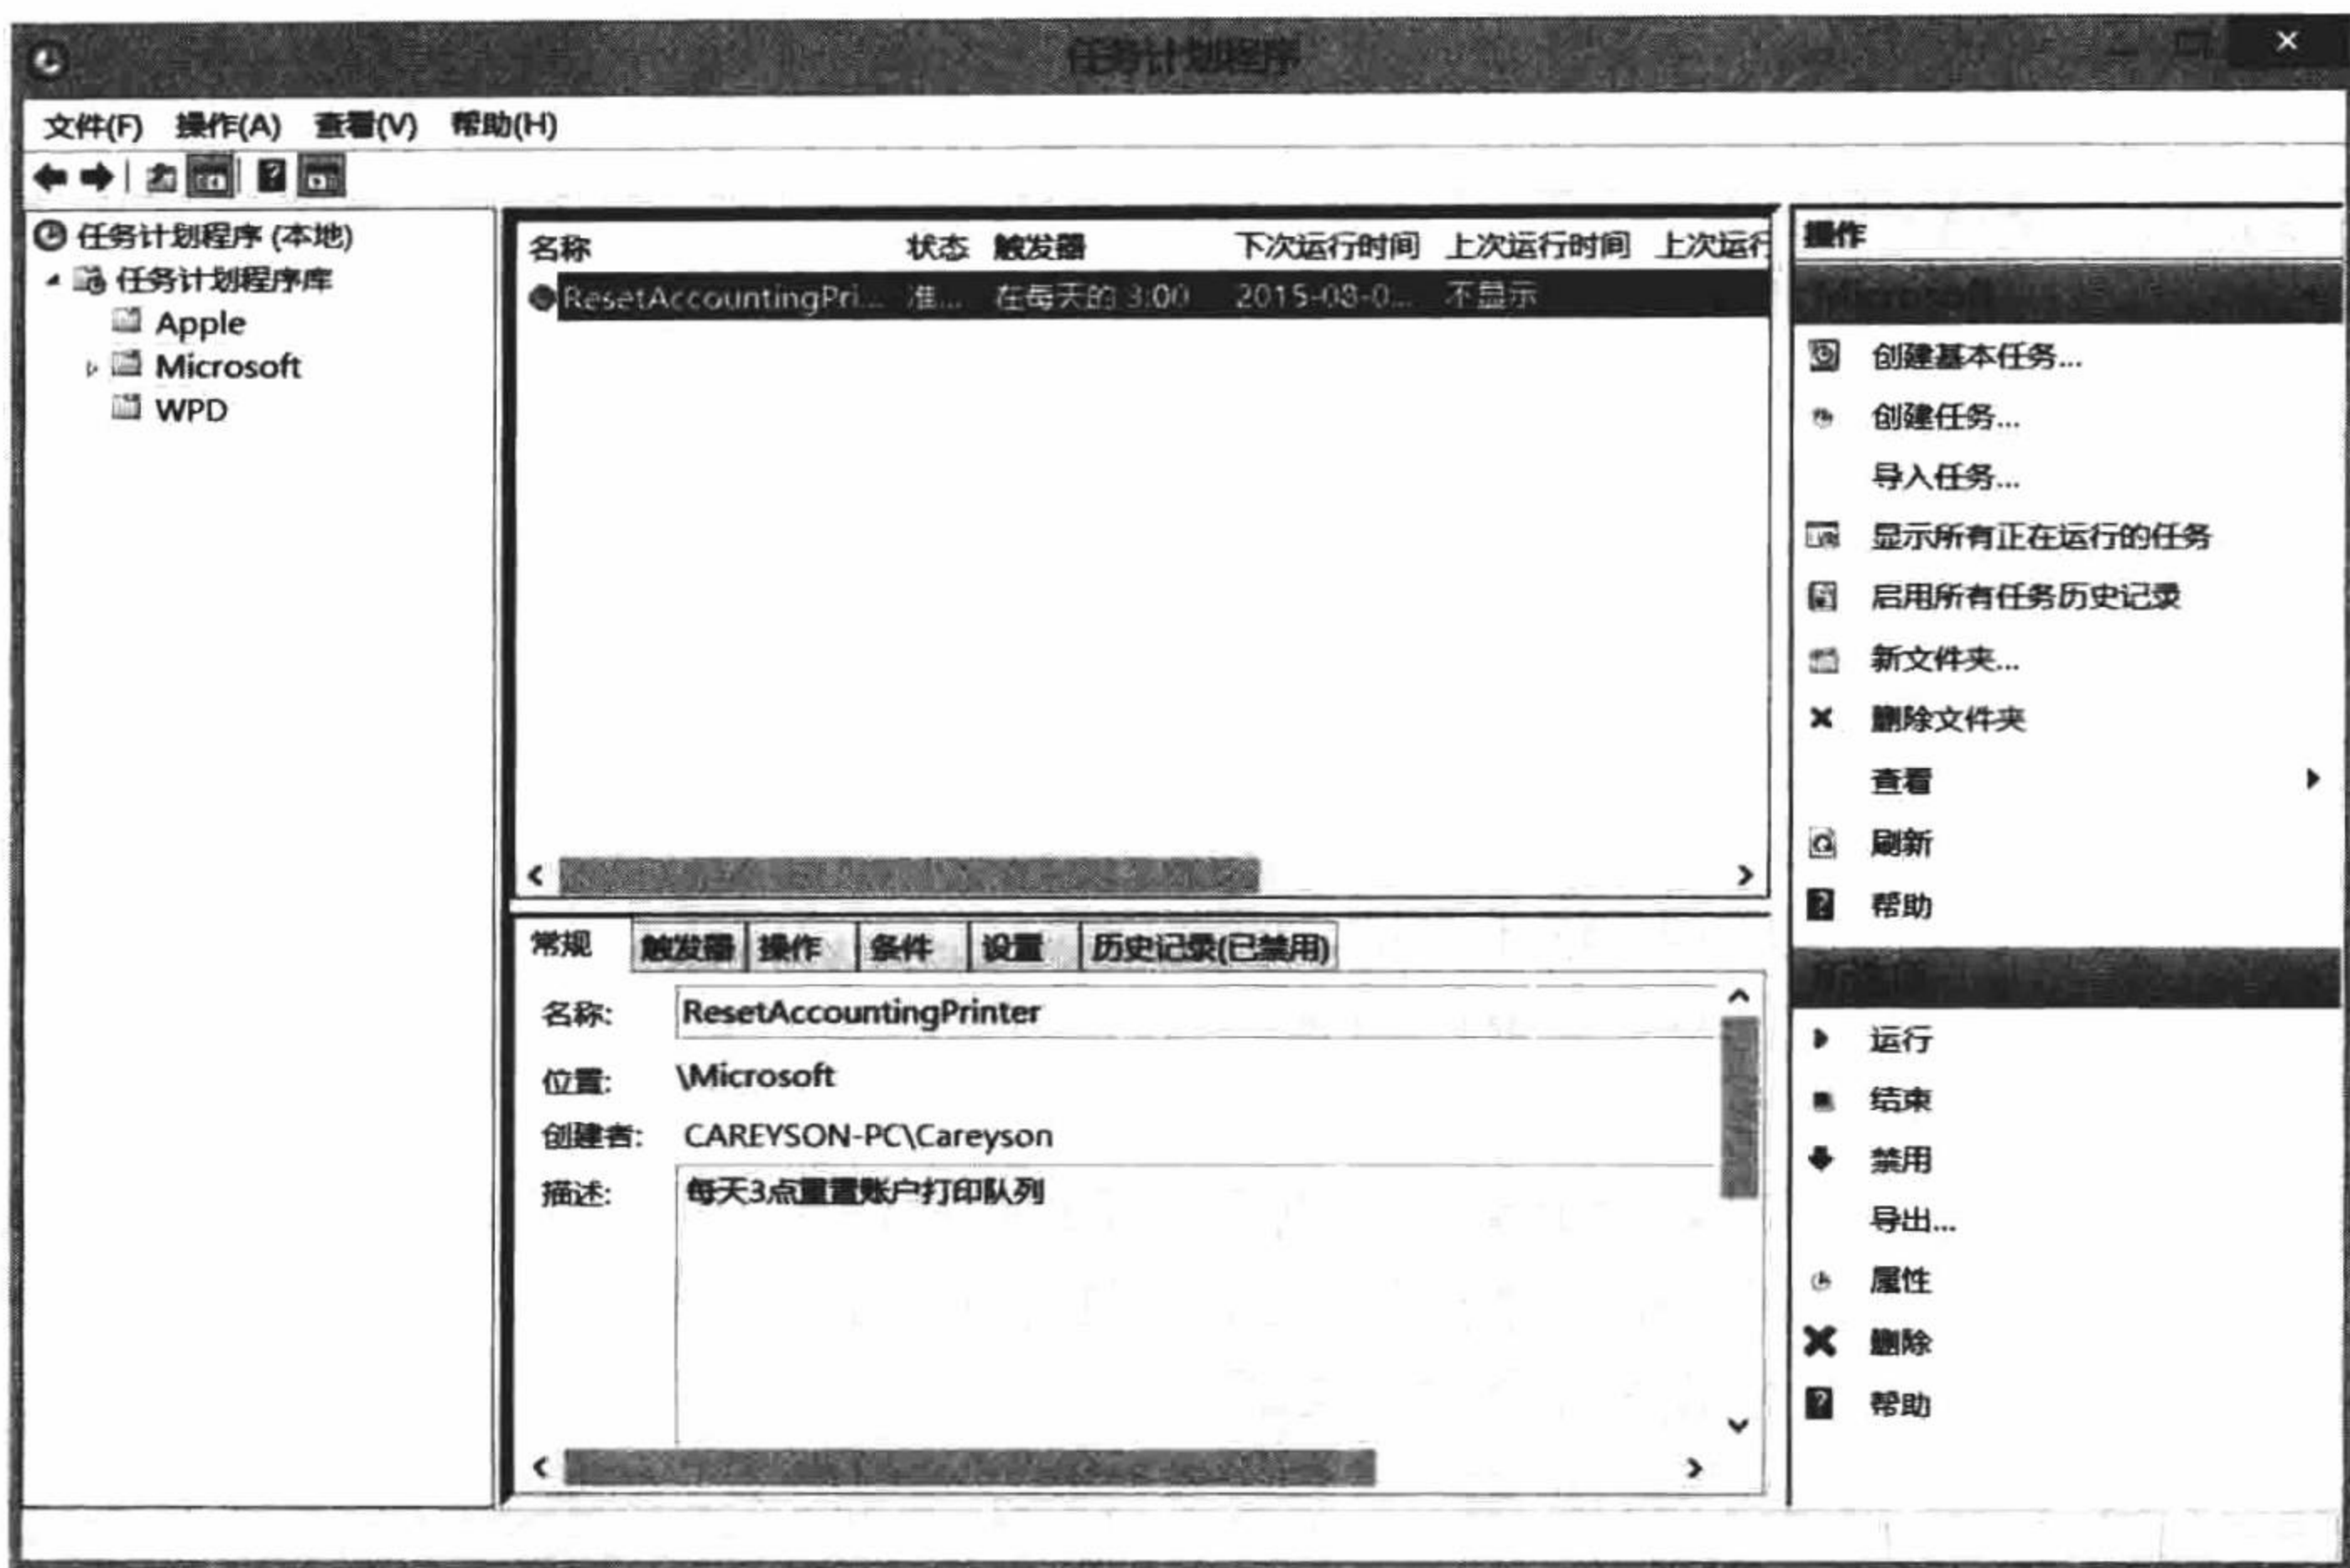 任务计划程序
文件(F) 操作(A) 查看(V) 帮助(H)
任务计划程序 (本地)
任务计划程序库
Apple
Microsoft
WPD
名称 状态 触发器 下次运行时间 上次运行时间 上次运行
ResetAccountingPri... 准... 在每天的 3:00 2015-08-0... 不显示
常规 触发器 操作 条件 设置 历史记录(已禁用)
名称: ResetAccountingPrinter
位置: \Microsoft
创建者: CAREYSON-PC\Careyson
描述: 每天3点重置账户打印队列
操作
Microsoft
创建基本任务...
创建任务...
导入任务...
显示所有正在运行的任务
启用所有任务历史记录
新文件夹...
删除文件夹
查看
刷新
帮助
所选项
运行
结束
禁用
导出...
属性
删除
帮助